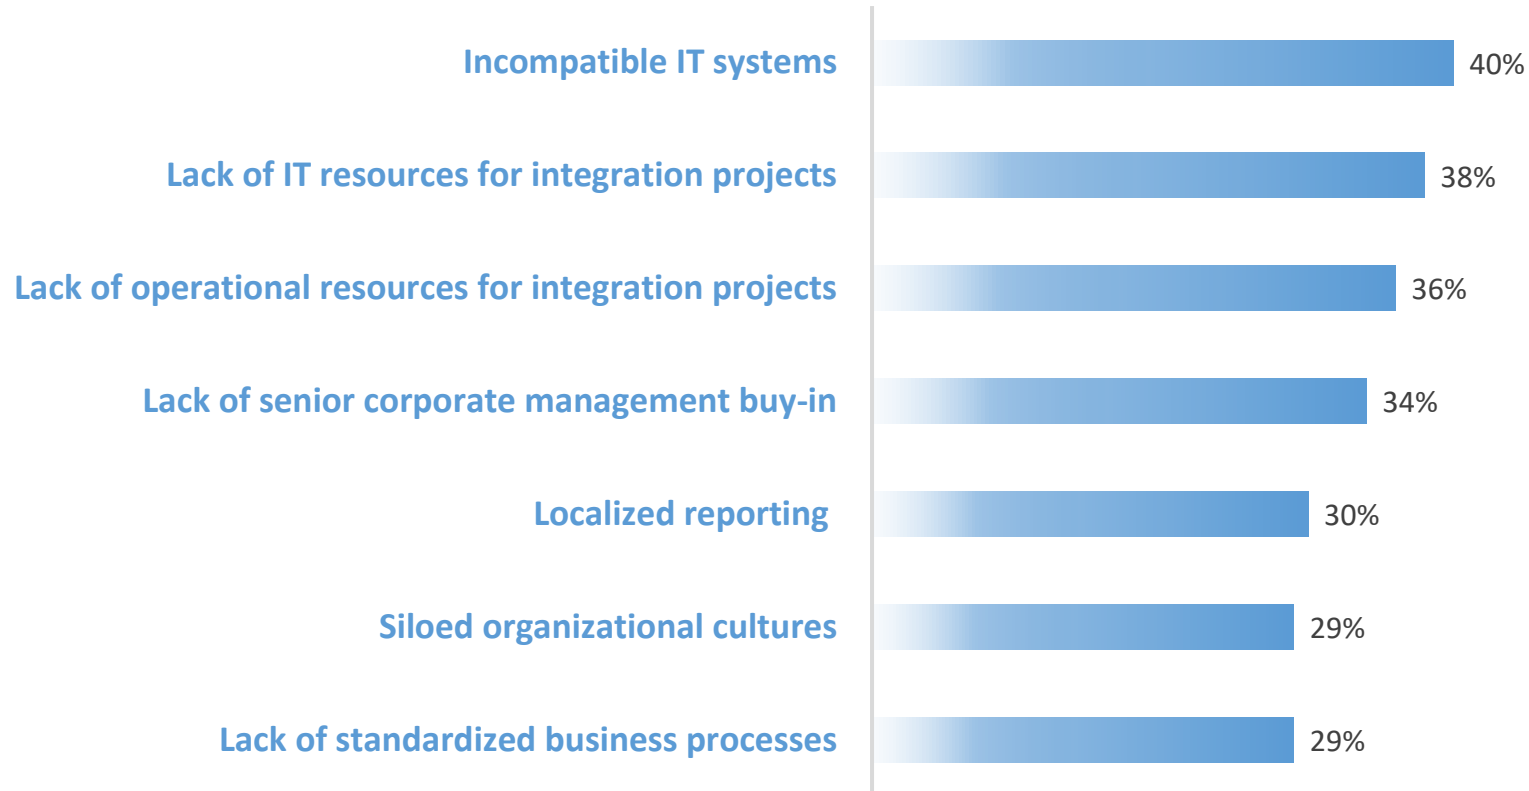 Incompatible IT systems 40%
Lack of IT resources for integration projects 38%
Lack of operational resources for integration projects 36%
Lack of senior corporate management buy-in 34%
Localized reporting 30%
Siloed organizational cultures 29%
Lack of standardized business processes 29%